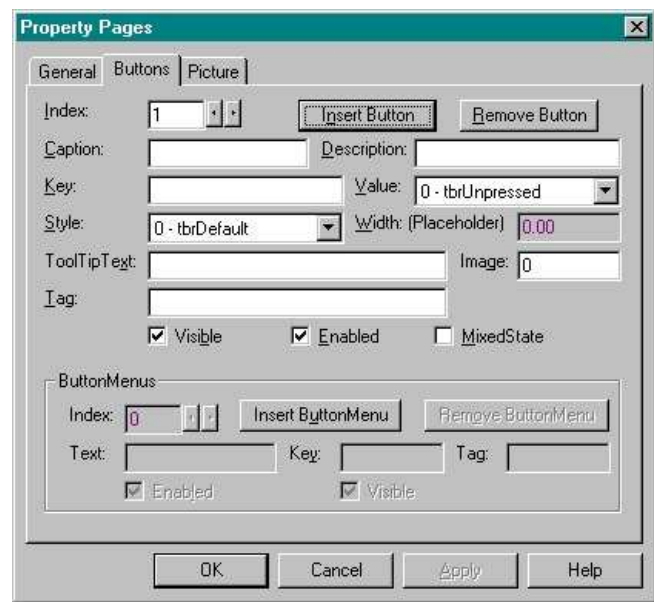 Property Pages
General Buttons Picture
Index: 1 Insert Button Remove Button
Caption: Description:
Key: Value: 0 - tbrUnpressed
Style: 0 - tbrDefault Width: (Placeholder) 0.00
ToolTipText: Image: 0
Tag:
Visible Enabled MixedState
ButtonMenus
Index: 0 Insert ButtonMenu Remove ButtonMenu
Text: Key: Tag:
Enabled Visible
OK Cancel Apply Help